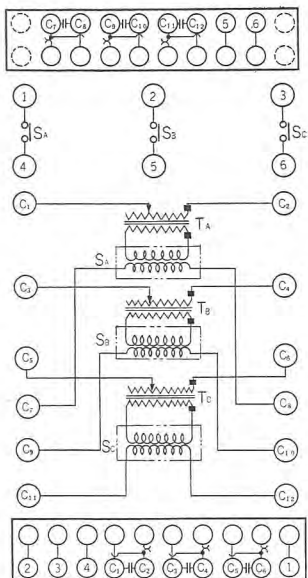 C7 C8 C9 C10 C11 C12 5 6
1 2 3
SA SB SC
4 5 6
C1 C2
TA
SA
C3 C4
TB
SB
C5 C6
TC
C7 C8
S
C9 C10
C11 C12
2 3 4 C1 C2 C3 C4 C5 C6 1